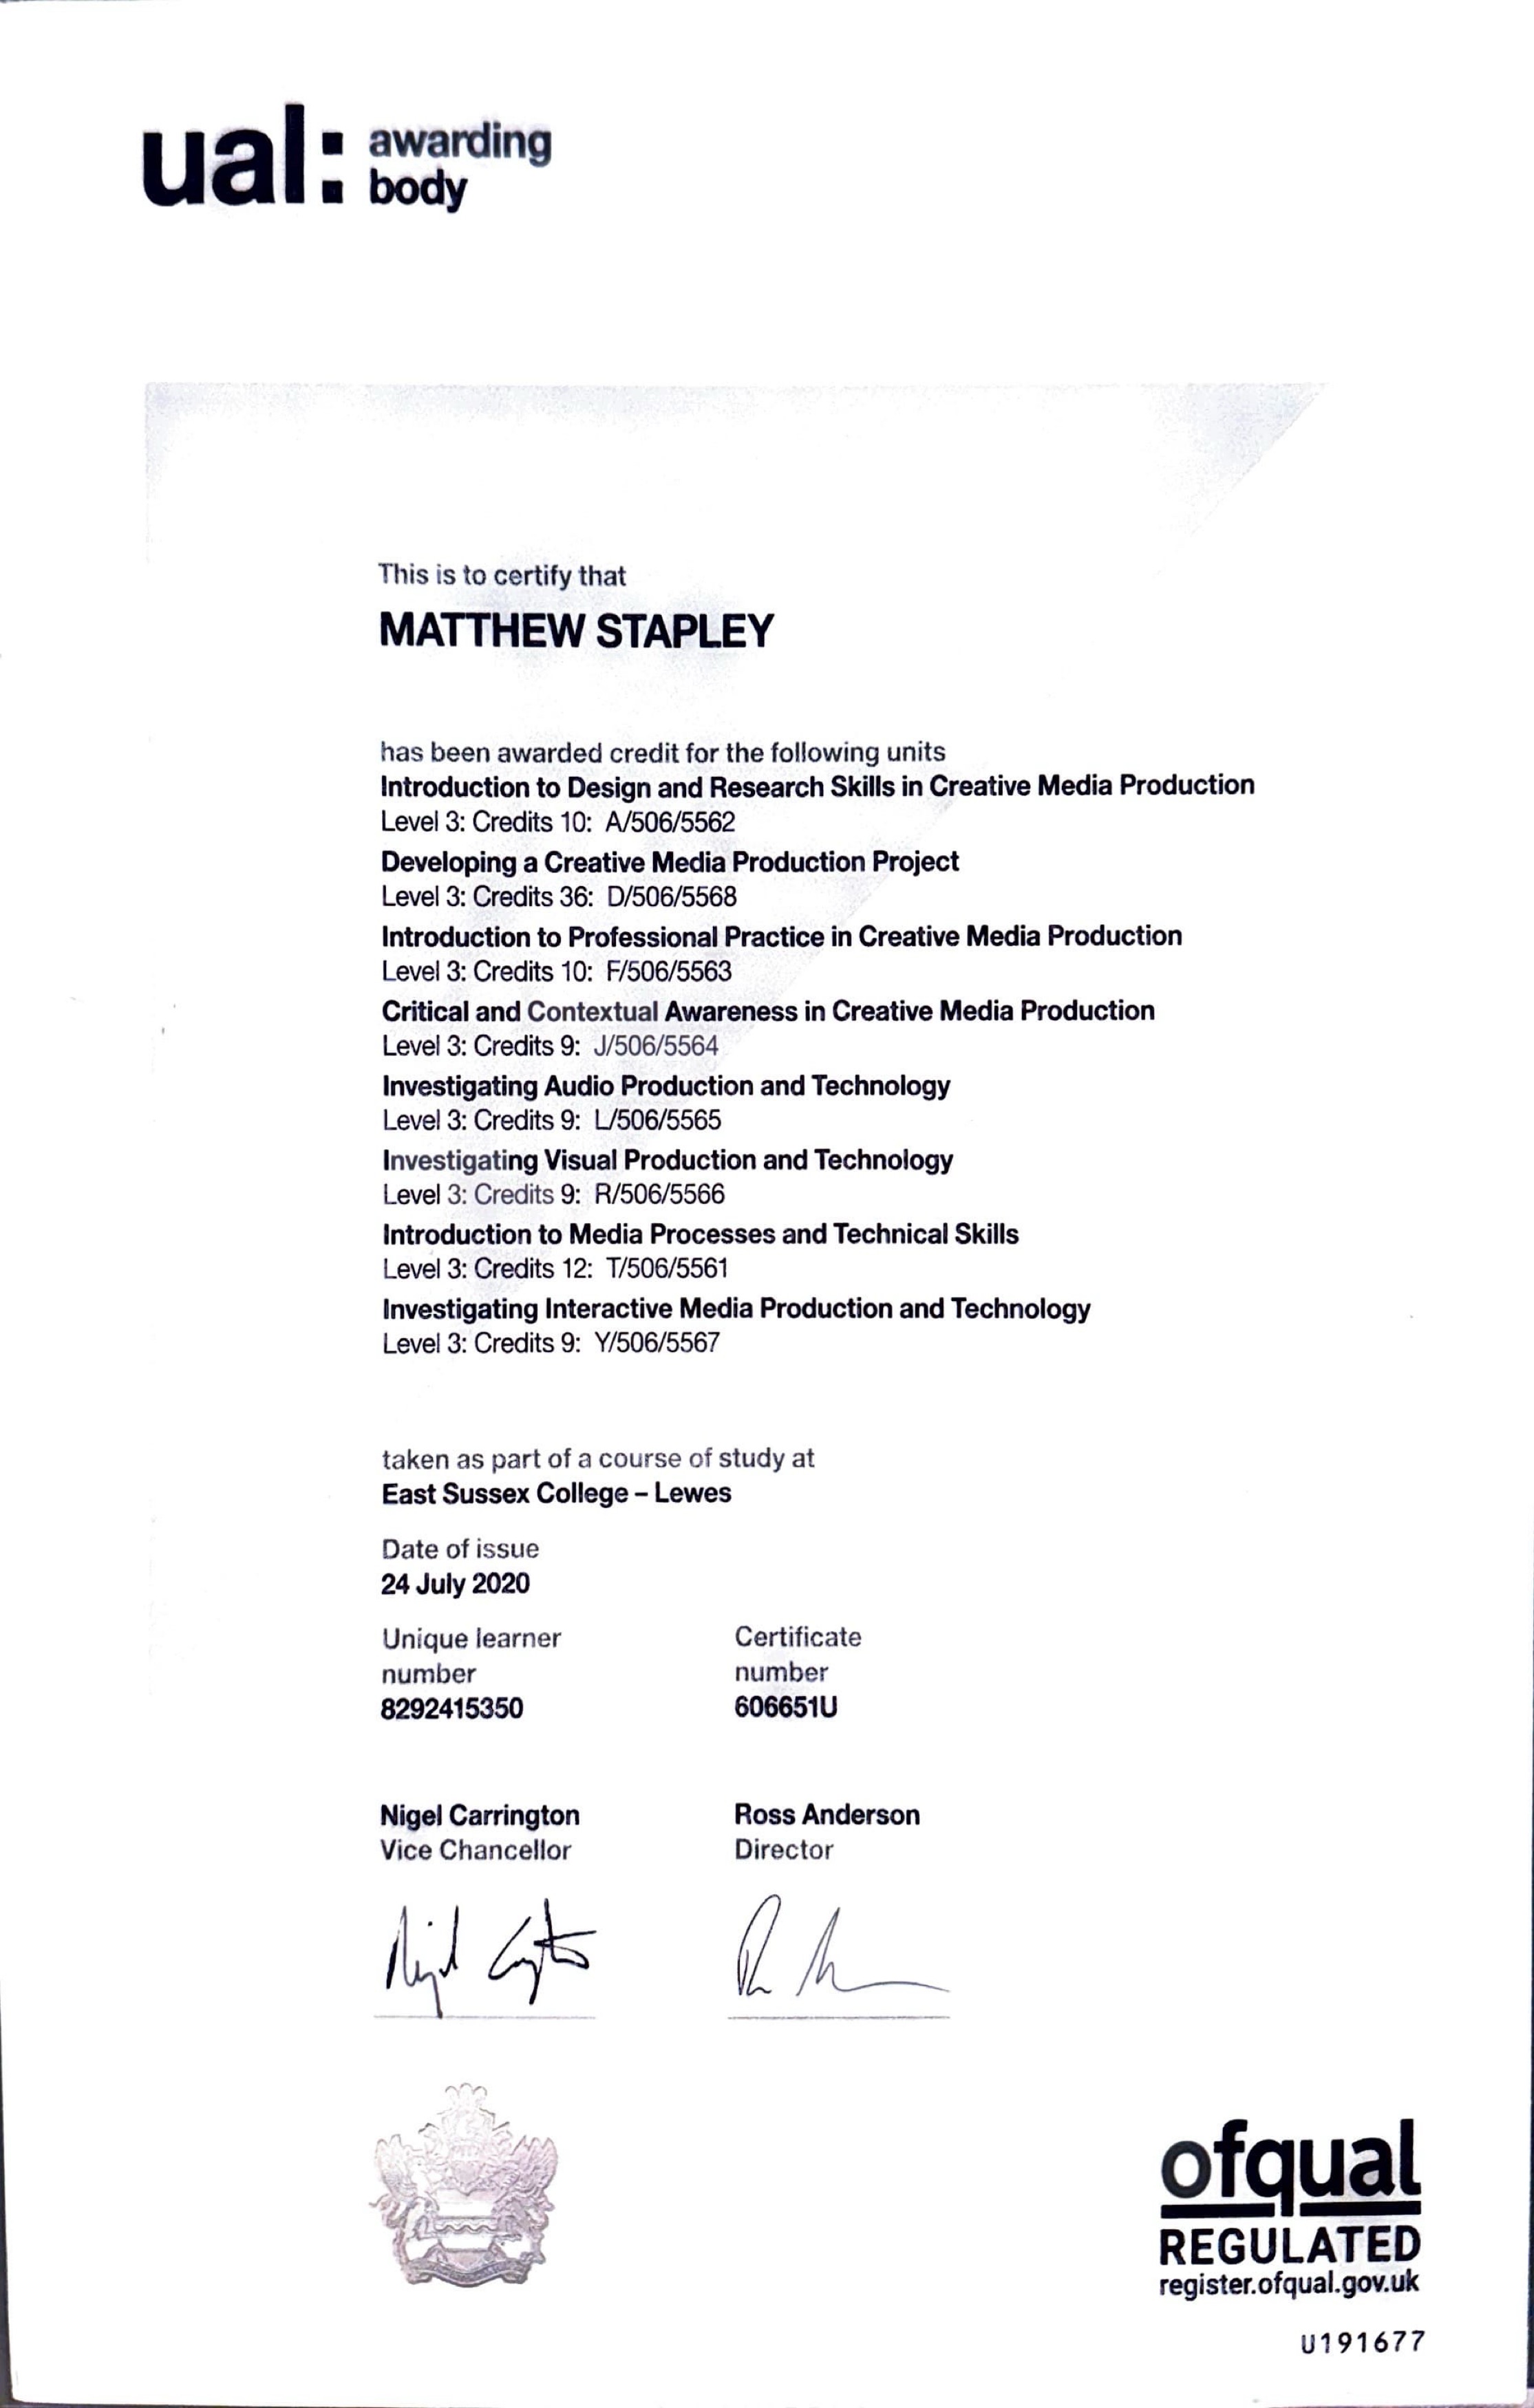 ual: awarding
body
This is to certify that
MATTHEW STAPLEY
has been awarded credit for the following units
Introduction to Design and Research Skills in Creative Media Production
Level 3: Credits 10: A/506/5562
Developing a Creative Media Production Project
Level 3: Credits 36: D/506/5568
Introduction to Professional Practice in Creative Media Production
Level 3: Credits 10: F/506/5563
Critical and Contextual Awareness in Creative Media Production
Level 3: Credits 9: J/506/5564
Investigating Audio Production and Technology
Level 3: Credits 9: L/506/5565
Investigating Visual Production and Technology
Level 3: Credits 9: R/506/5566
Introduction to Media Processes and Technical Skills
Level 3: Credits 12: T/506/5561
Investigating Interactive Media Production and Technology
Level 3: Credits 9: Y/506/5567
taken as part of a course of study at
East Sussex College – Lewes
Date of issue
24 July 2020
Unique learner Certificate
number number
8292415350 606651U
Nigel Carrington Ross Anderson
Vice Chancellor Director
ofqual
REGULATED
register.ofqual.gov.uk
U191677